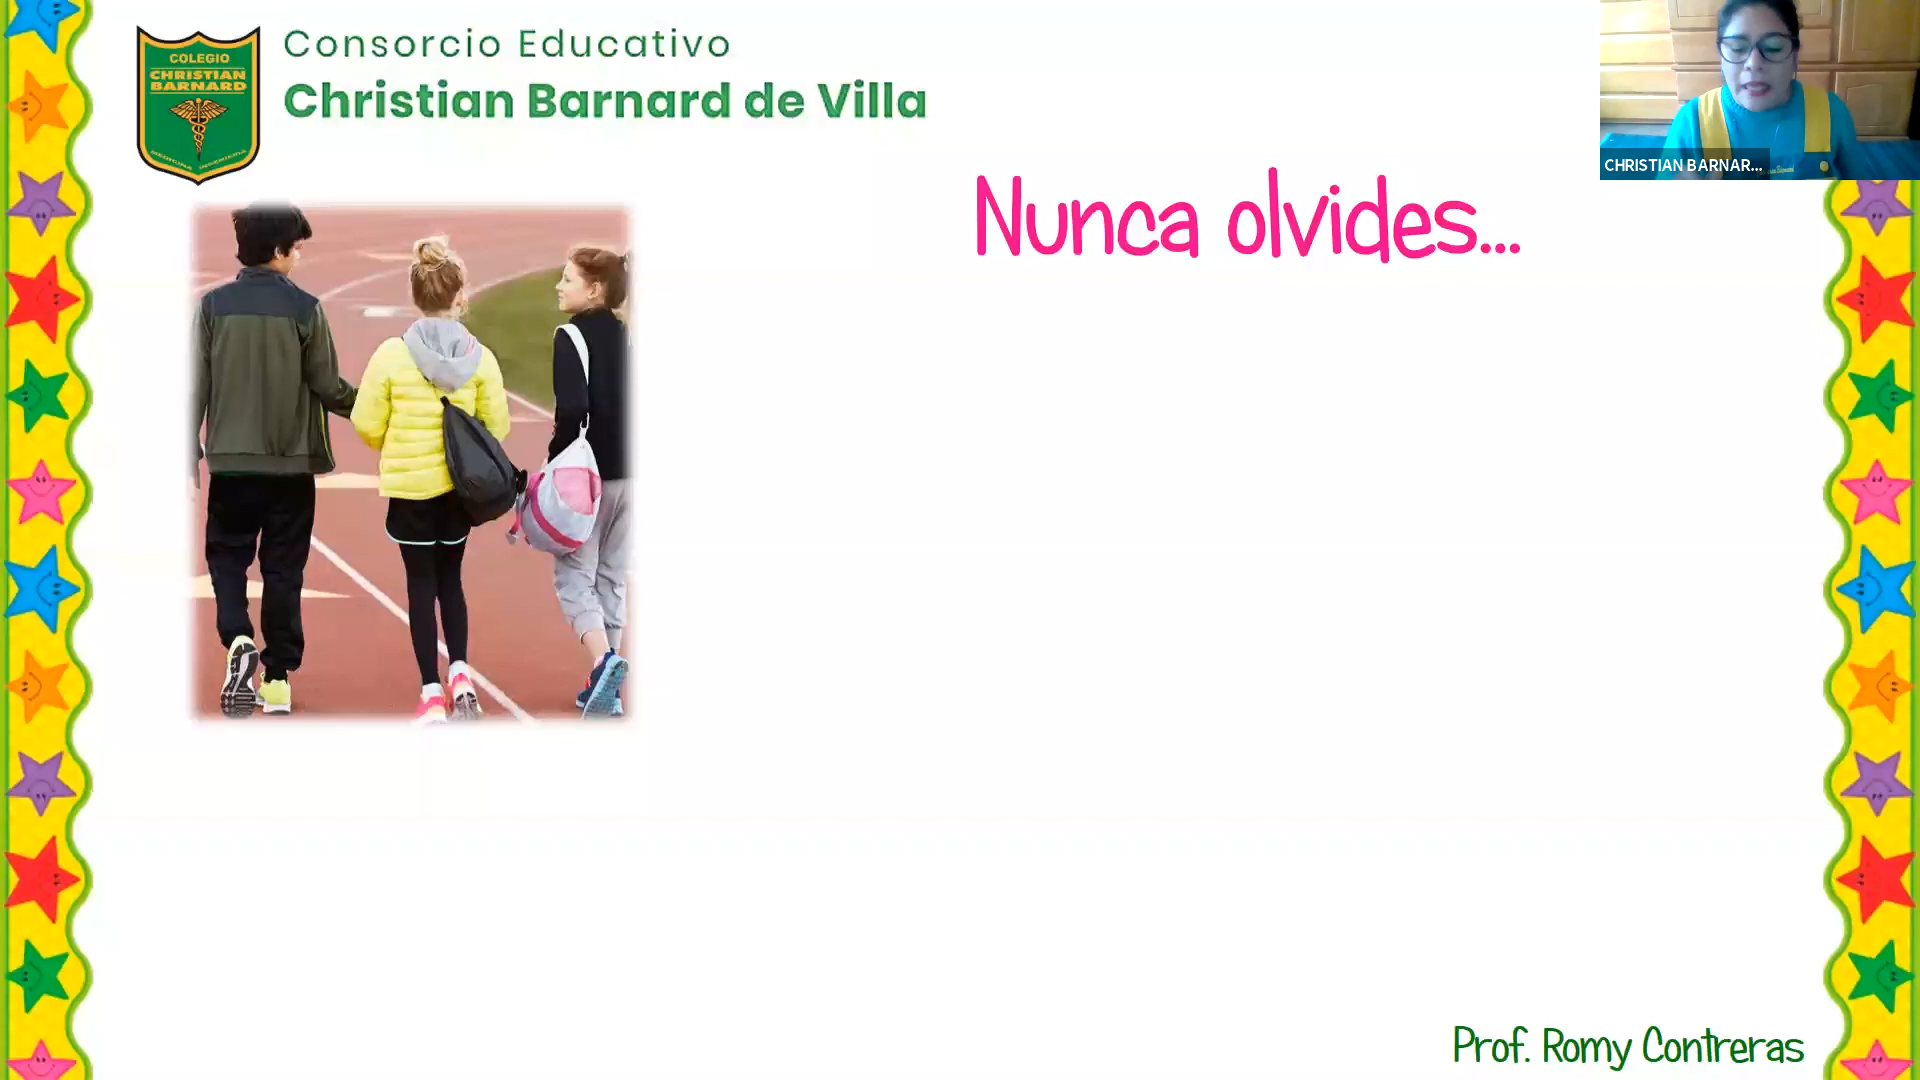 COLEGIO
CHRISTIAN
BARNARD
Consorcio Educativo
Christian Barnard de Villa
CHRISTIAN BARNAR...
Nunca olvides...
Prof. Romy Contreras